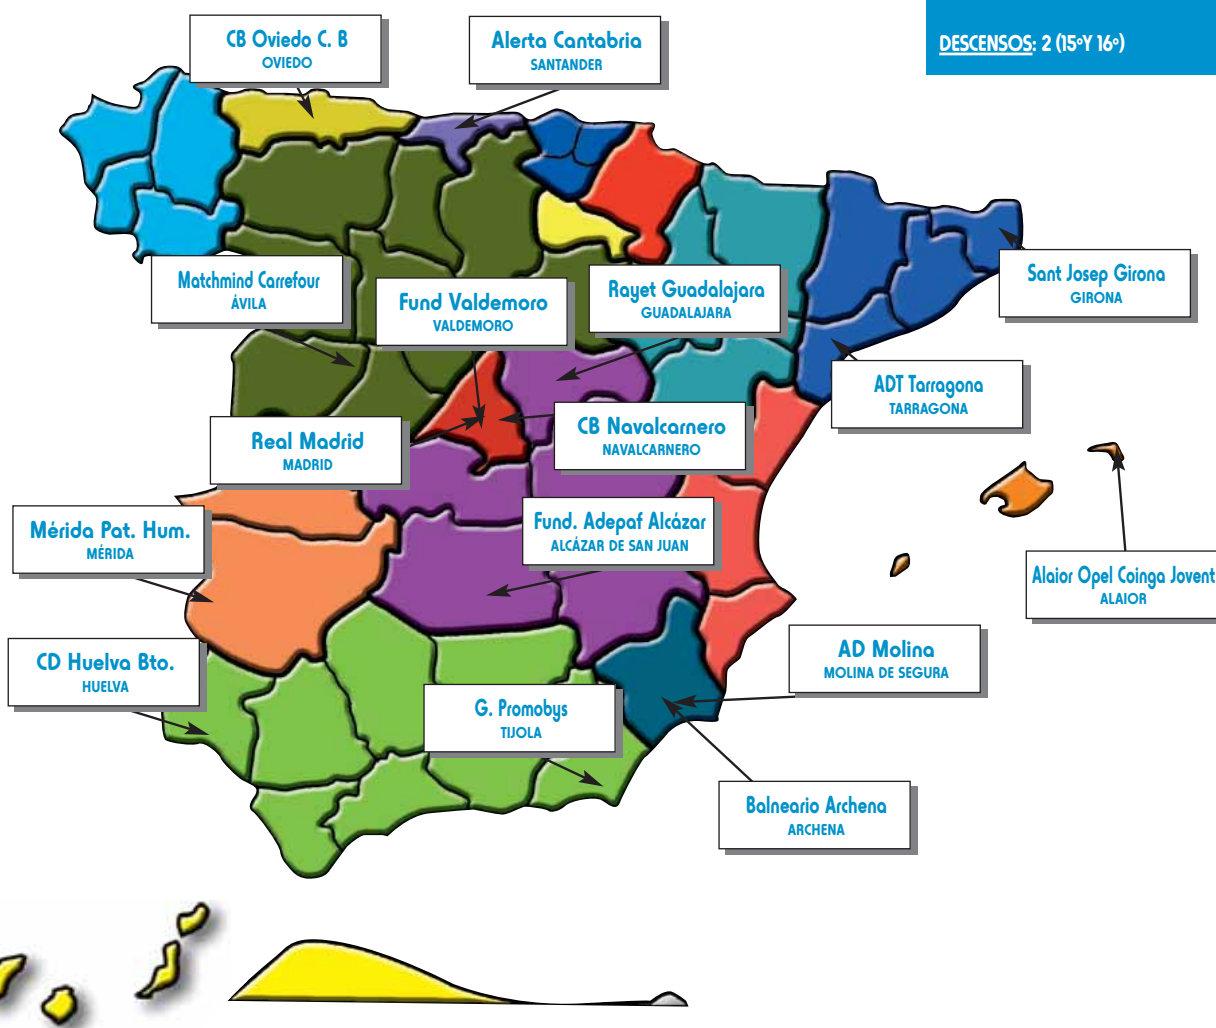 CB Oviedo C. B
OVIEDO
Alerta Cantabria
SANTANDER
DESCENSOS: 2 (15ºY 16º)
Matchmind Carrefour
ÁVILA
Fund Valdemoro
VALDEMORO
Rayet Guadalajara
GUADALAJARA
Sant Josep Girona
GIRONA
ADT Tarragona
TARRAGONA
Real Madrid
MADRID
CB Navalcarnero
NAVALCARNERO
Mérida Pat. Hum.
MÉRIDA
Fund. Adepaf Alcázar
ALCÁZAR DE SAN JUAN
Alaior Opel Coinga Jovent
ALAIOR
CD Huelva Bto.
HUELVA
AD Molina
MOLINA DE SEGURA
G. Promobys
TIJOLA
Balneario Archena
ARCHENA